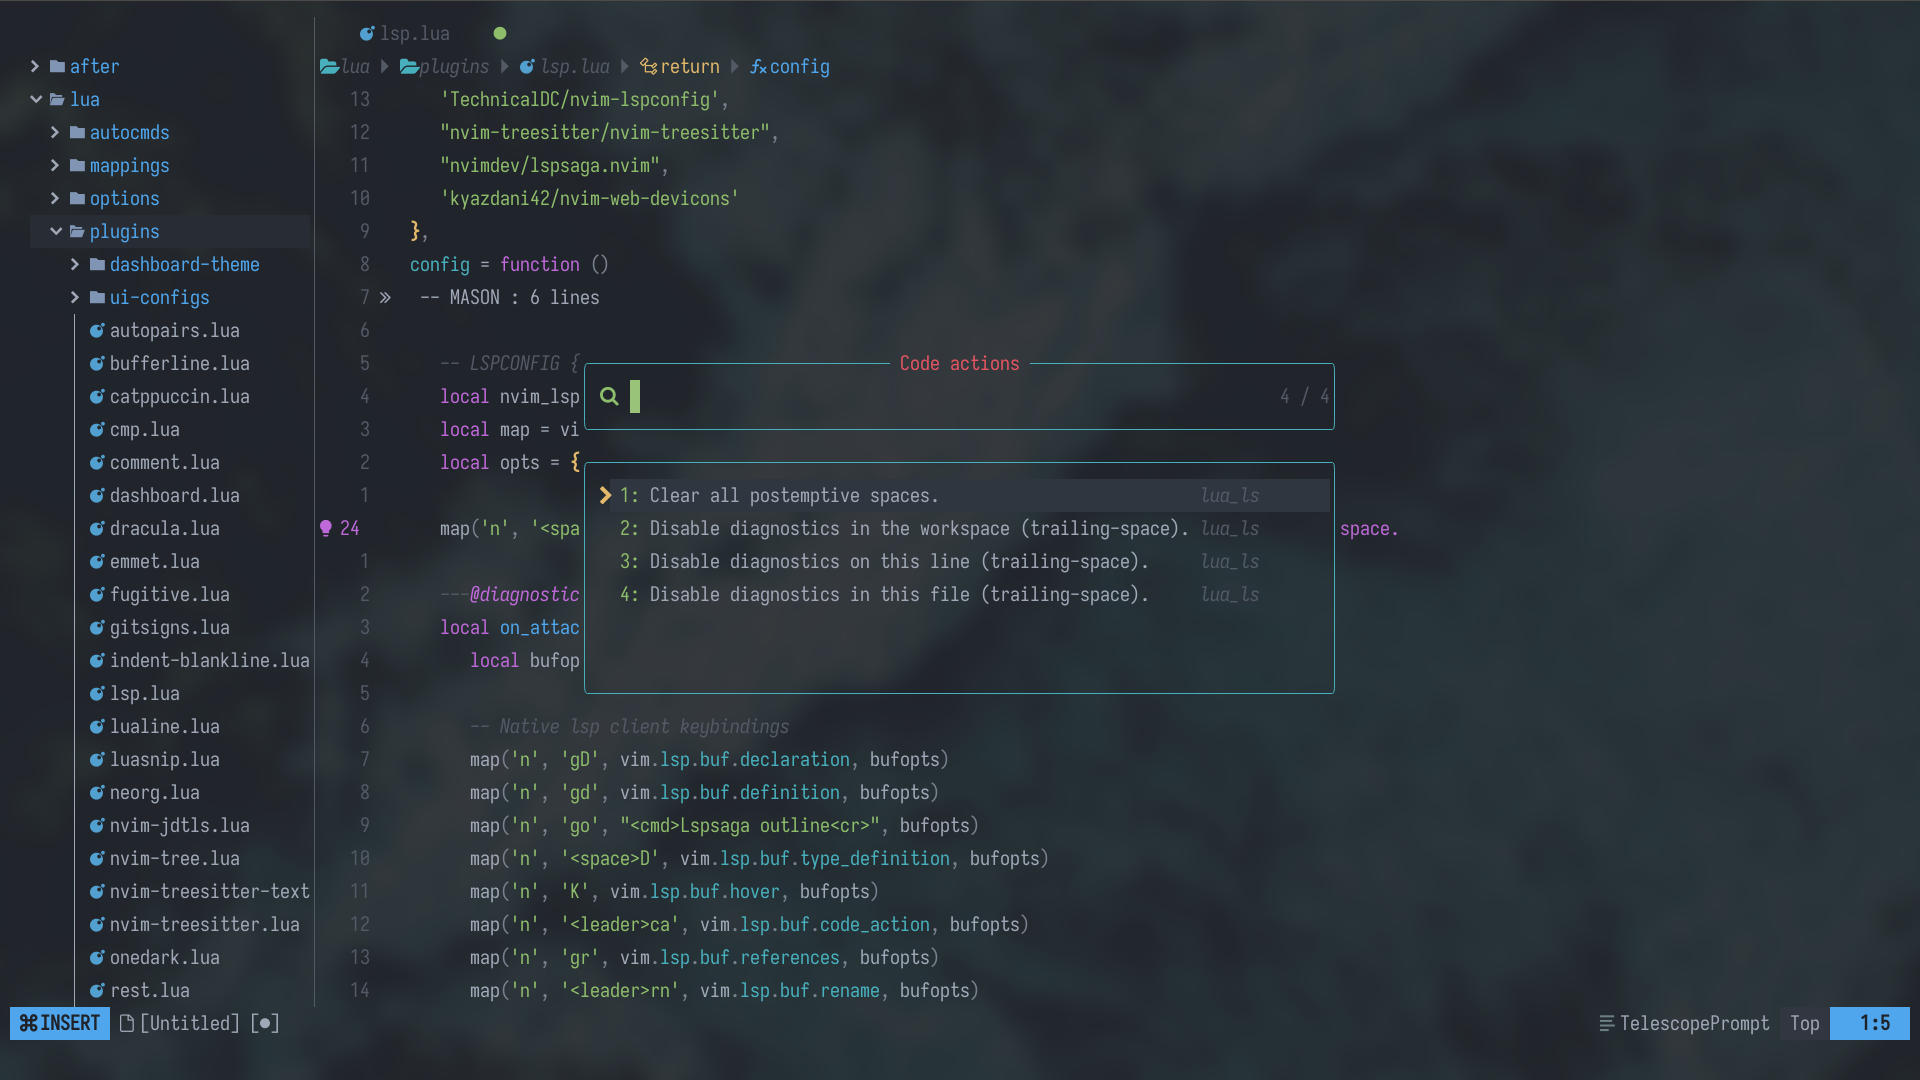 lsp.lua
after
lua
autocmds
mappings
options
plugins
dashboard-theme
ui-configs
autopairs.lua
bufferline.lua
catppuccin.lua
cmp.lua
comment.lua
dashboard.lua
dracula.lua
emmet.lua
fugitive.lua
gitsigns.lua
indent-blankline.lua
lsp.lua
lualine.lua
luasnip.lua
neorg.lua
nvim-jdtls.lua
nvim-tree.lua
nvim-treesitter-text
nvim-treesitter.lua
onedark.lua
rest.lua
lua plugins lsp.lua return config
13 'TechnicalDC/nvim-lspconfig',
12 "nvim-treesitter/nvim-treesitter",
11 "nvimdev/lspsaga.nvim",
10 'kyazdani42/nvim-web-devicons'
9 },
8 config = function ()
7 -- MASON : 6 lines
6
5 -- LSPCONFIG {
4 local nvim_lsp
3 local map = vi
2 local opts = {
1
24 map('n', '<spa space.
1
2 ---@diagnostic
3 local on_attac
4 local bufop
5
6 -- Native lsp client keybindings
7 map('n', 'gD', vim.lsp.buf.declaration, bufopts)
8 map('n', 'gd', vim.lsp.buf.definition, bufopts)
9 map('n', 'go', "<cmd>Lspsaga outline<cr>", bufopts)
10 map('n', '<space>D', vim.lsp.buf.type_definition, bufopts)
11 map('n', 'K', vim.lsp.buf.hover, bufopts)
12 map('n', '<leader>ca', vim.lsp.buf.code_action, bufopts)
13 map('n', 'gr', vim.lsp.buf.references, bufopts)
14 map('n', '<leader>rn', vim.lsp.buf.rename, bufopts)
Code actions
4 / 4
1: Clear all postemptive spaces. lua_ls
2: Disable diagnostics in the workspace (trailing-space). lua_ls
3: Disable diagnostics on this line (trailing-space). lua_ls
4: Disable diagnostics in this file (trailing-space). lua_ls
⌘INSERT [Untitled] [●] TelescopePrompt Top 1:5